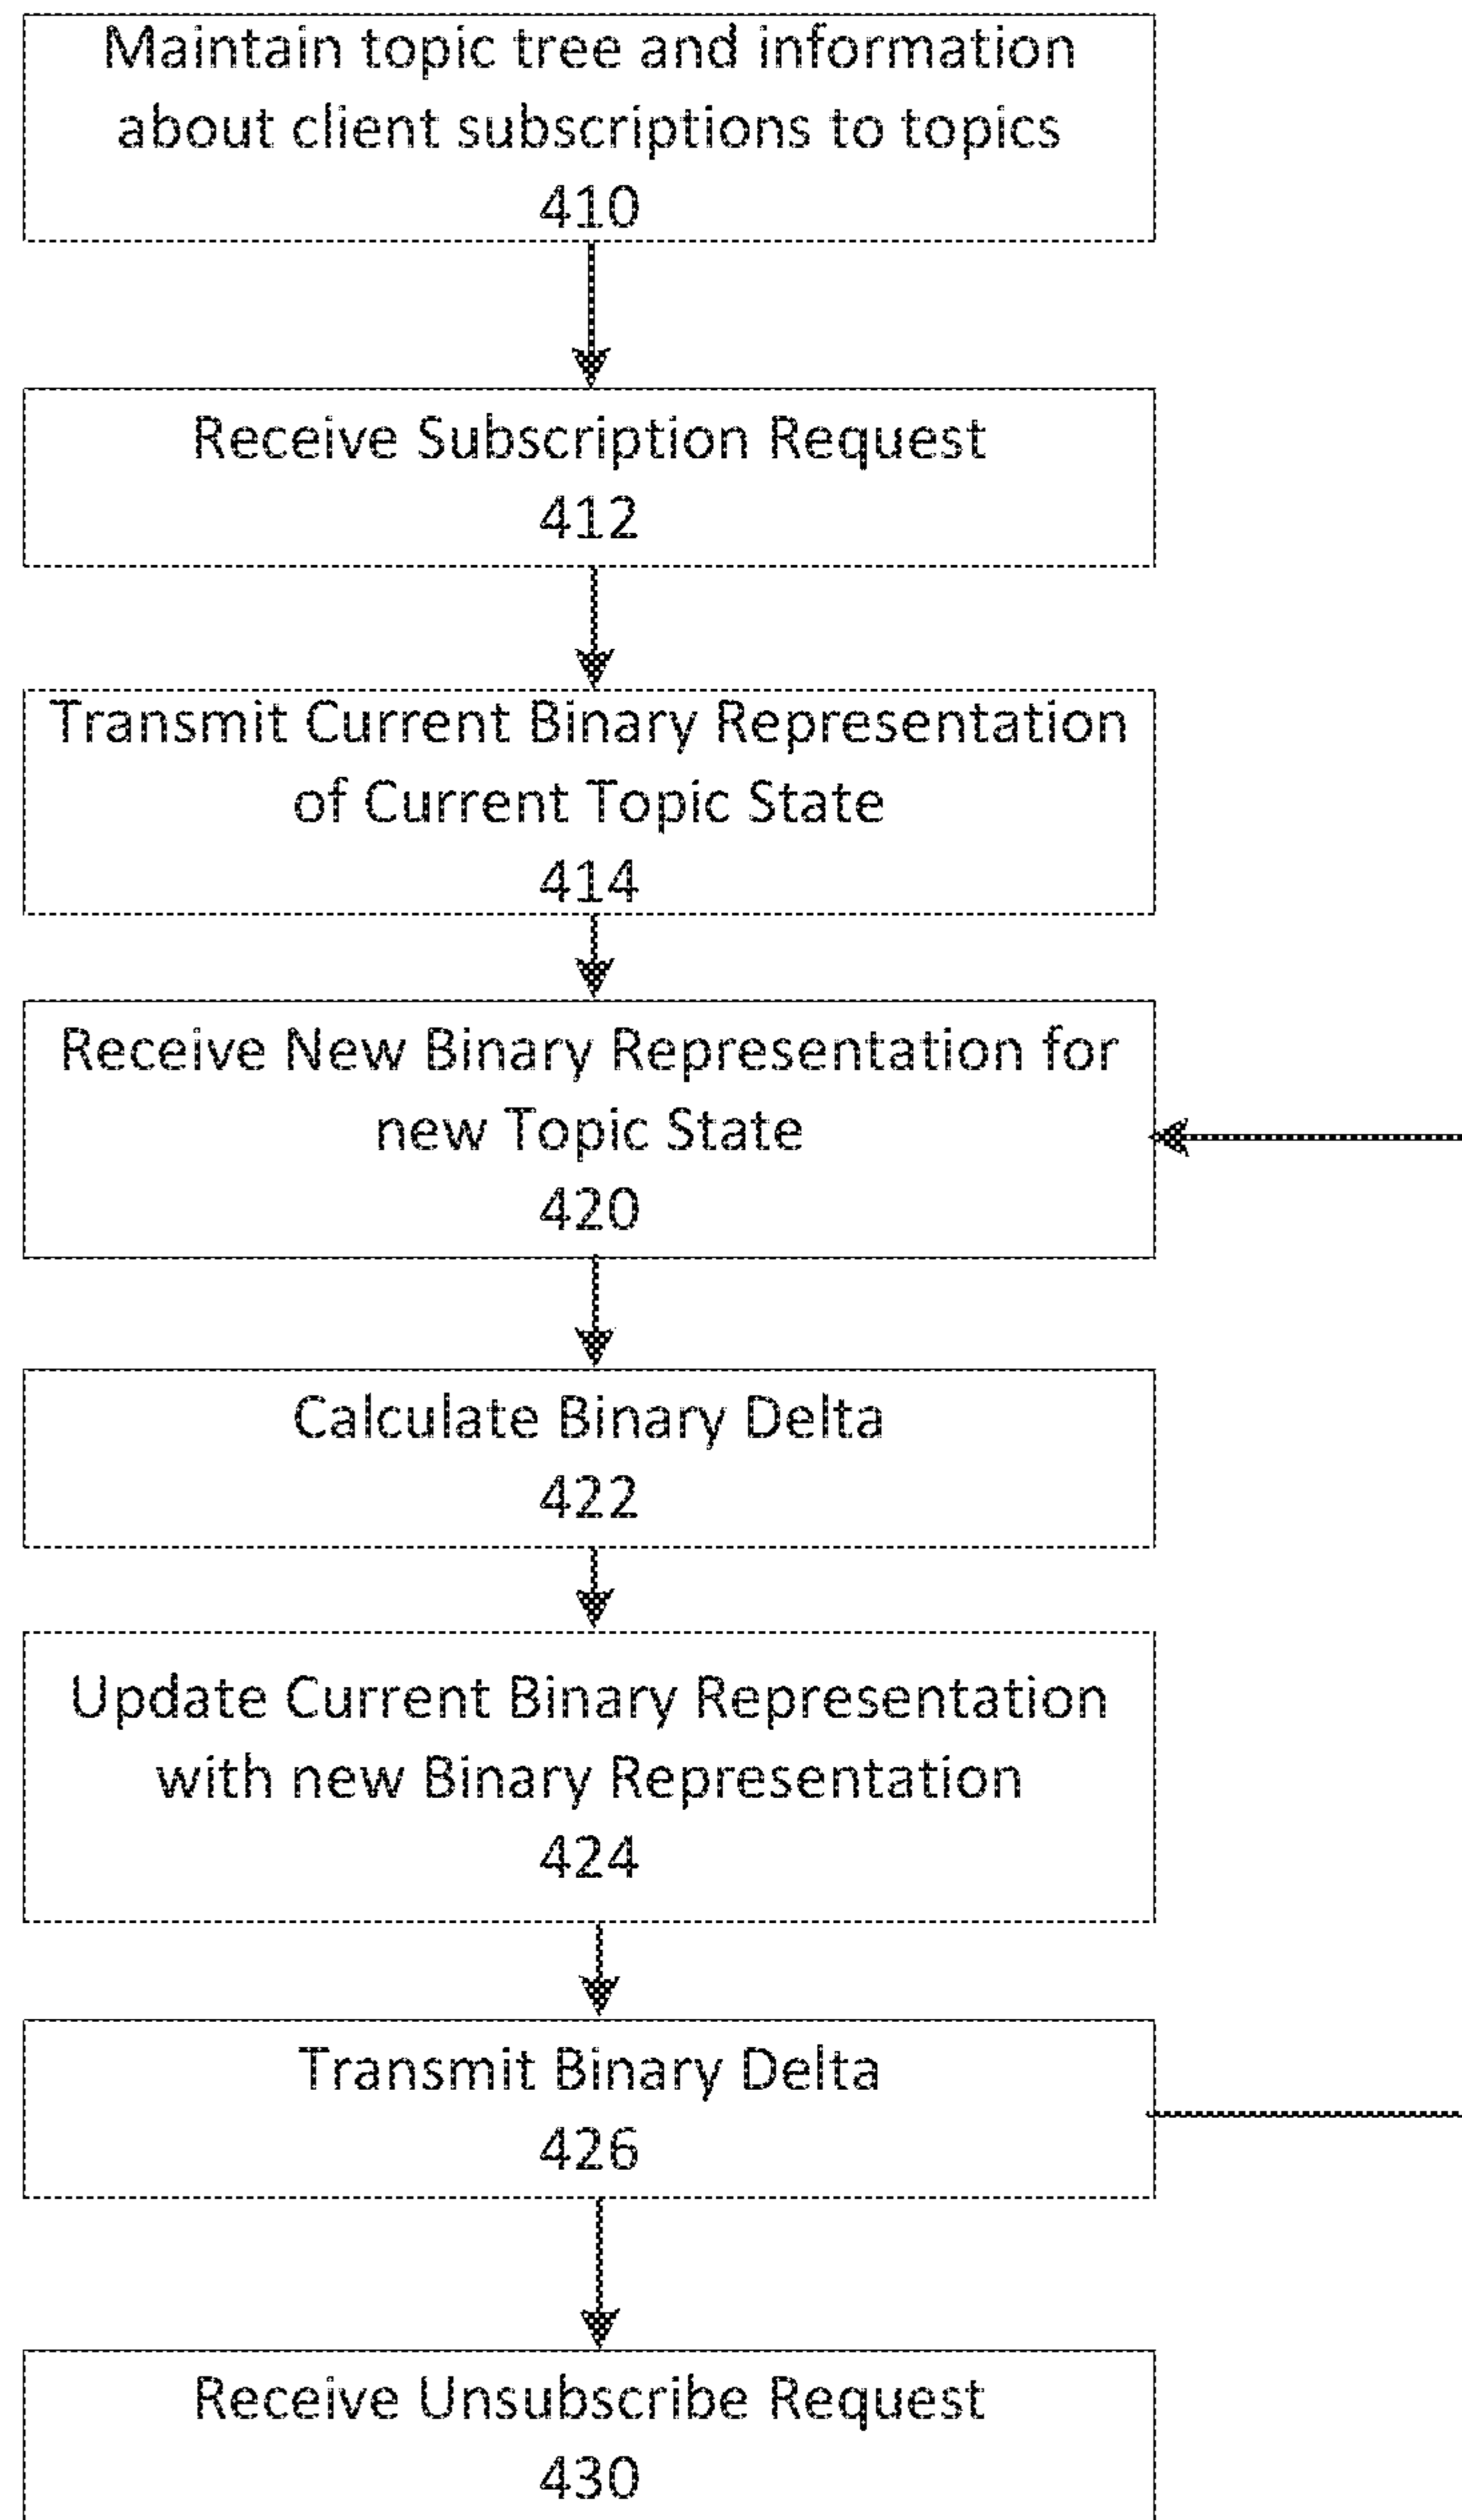 Maintain topic tree and information
about client subscriptions to topics
410
Receive Subscription Request
412
Transmit Current Binary Representation
of Current Topic State
414
Receive New Binary Representation for
new Topic State
420
Calculate Binary Delta
422
Update Current Binary Representation
with new Binary Representation
424
Transmit Binary Delta
426
Receive Unsubscribe Request
430